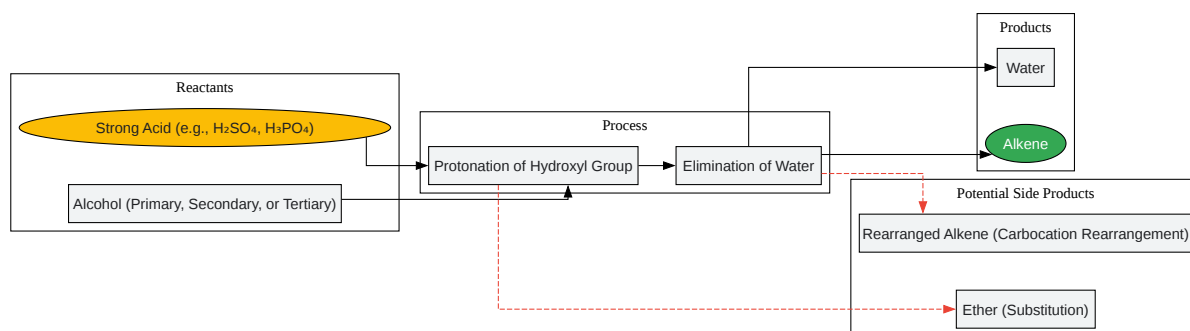 Reactants
Strong Acid (e.g., H₂SO₄, H₃PO₄)
Alcohol (Primary, Secondary, or Tertiary)
Process
Protonation of Hydroxyl Group
Elimination of Water
Products
Water
Alkene
Potential Side Products
Rearranged Alkene (Carbocation Rearrangement)
Ether (Substitution)